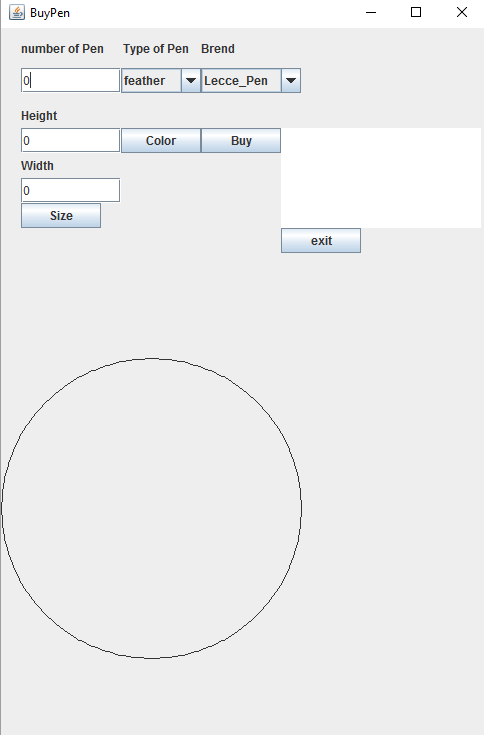 BuyPen
number of Pen Type of Pen Brend
0 feather Lecce_Pen
Height
0 Color Buy
Width
0
Size
exit